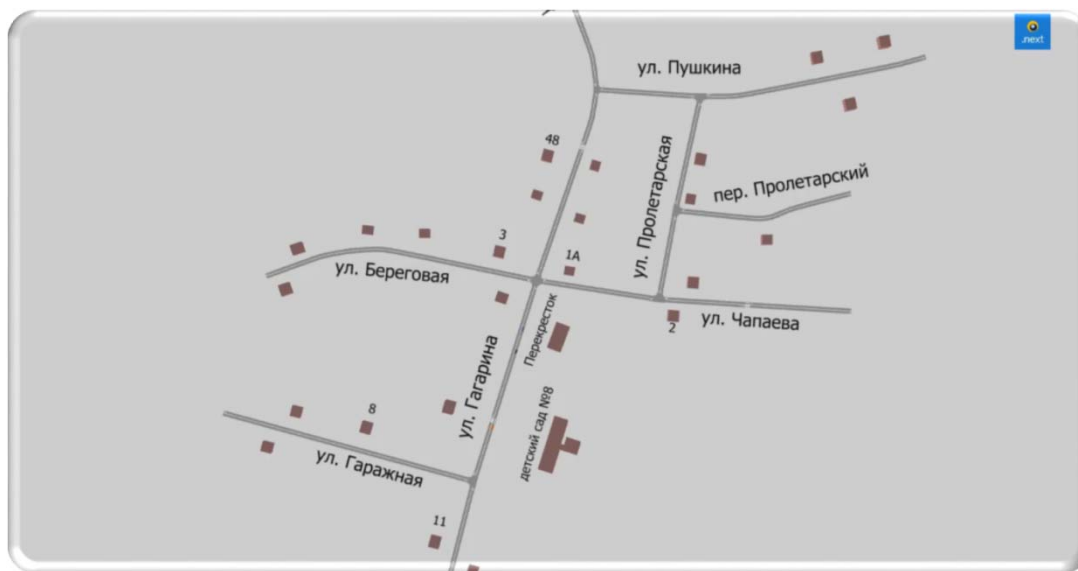 .next
ул. Пушкина
48
ул. Пролетарская
пер. Пролетарский
3
1А
ул. Береговая
Перекресток
2
ул. Чапаева
ул. Гагарина
8
детский сад №8
ул. Гаражная
11